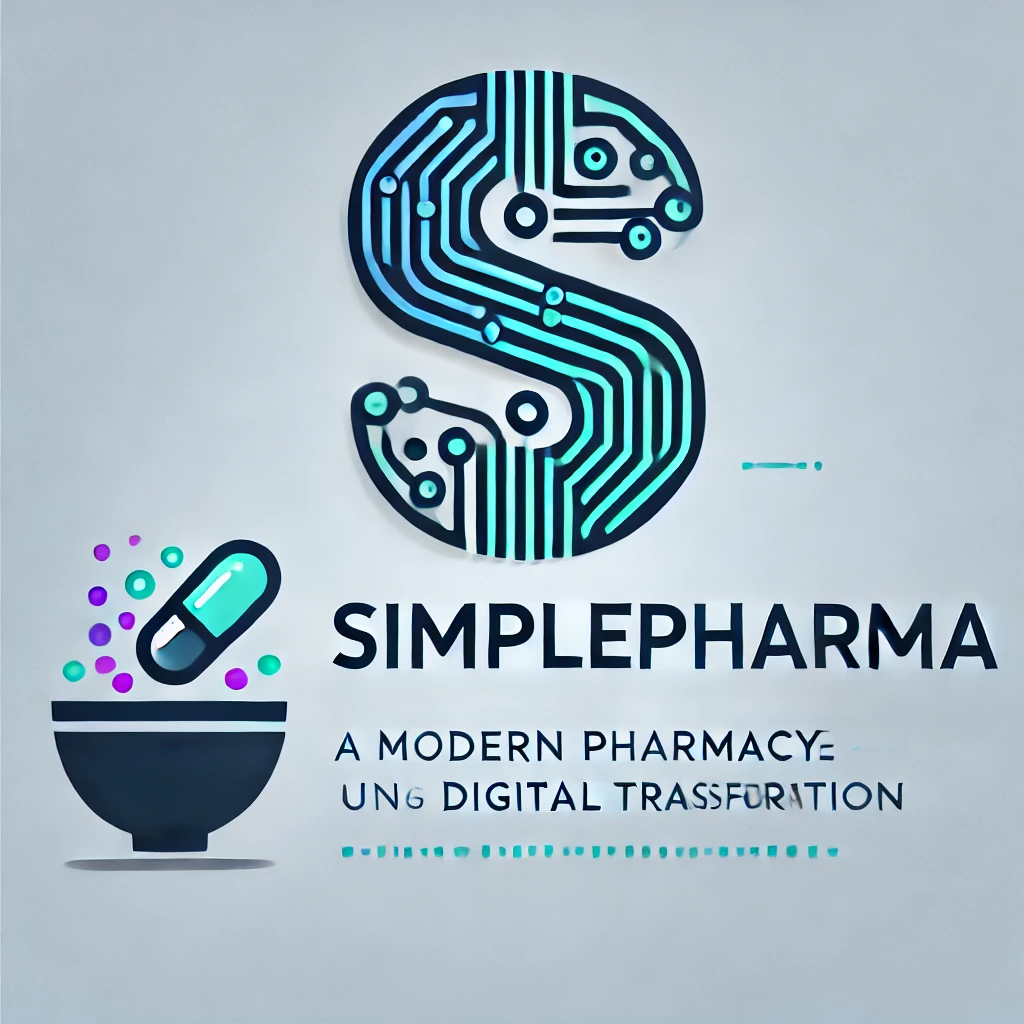 S
SIMPLEPHARMA
A MODERN PHARMACYE
UNG DIGITAL TRASSFORATION